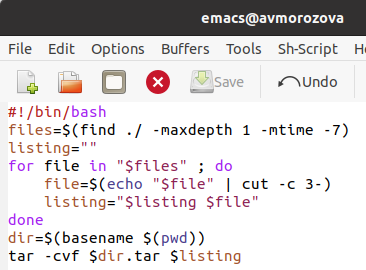 emacs@avmorozova
File Edit Options Buffers Tools Sh-Script
Save Undo
#!/bin/bash
files=$(find ./ -maxdepth 1 -mtime -7)
listing=""
for file in "$files" ; do
    file=$(echo "$file" | cut -c 3-)
    listing="$listing $file"
done
dir=$(basename $(pwd))
tar -cvf $dir.tar $listing